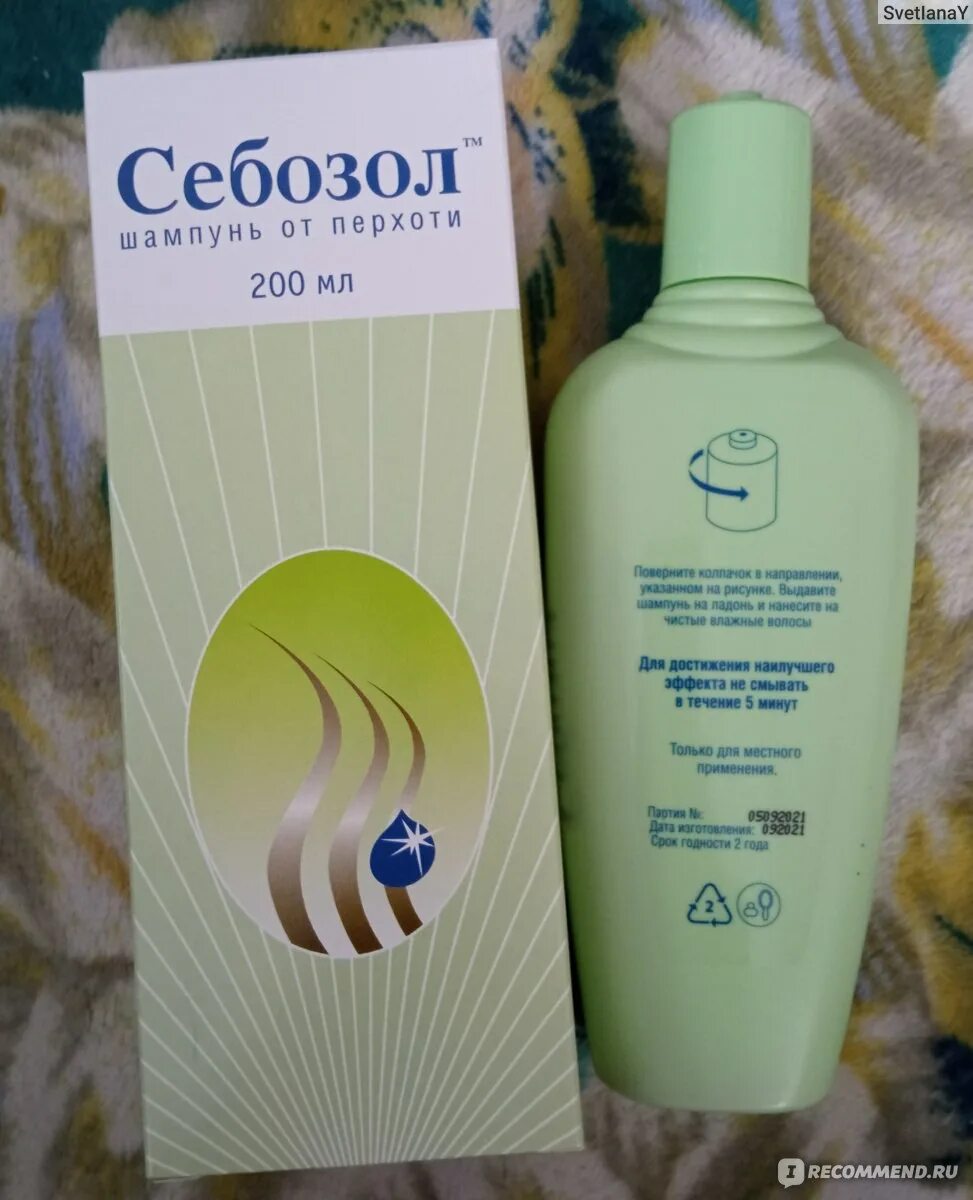 SvetlanaY
Себозол™
шампунь от перхоти
200 мл
Поверните колпачок в направлении,
указанном на рисунке. Выдавите
шампунь на ладонь и нанесите на
чистые влажные волосы
Для достижения наилучшего
эффекта не смывать
в течение 5 минут
Только для местного
применения.
Партия №: 05092021
Дата изготовления: 092021
Срок годности 2 года
2
IRECOMMEND.RU